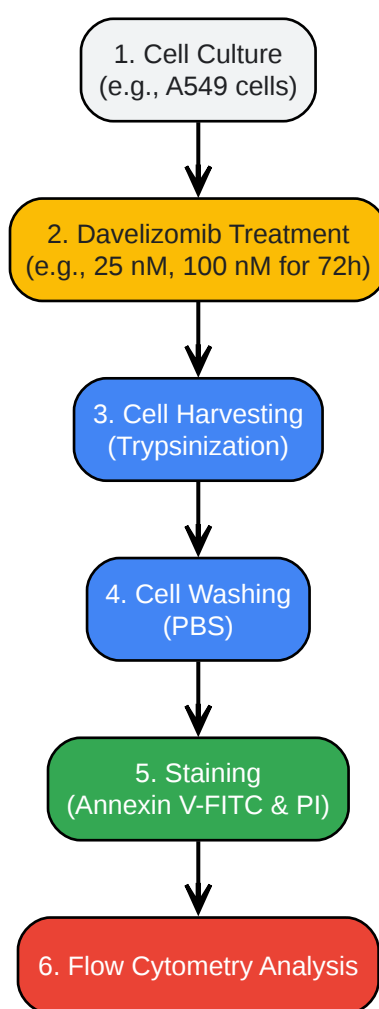 1. Cell Culture
(e.g., A549 cells)
2. Davelizomib Treatment
(e.g., 25 nM, 100 nM for 72h)
3. Cell Harvesting
(Trypsinization)
4. Cell Washing
(PBS)
5. Staining
(Annexin V-FITC & PI)
6. Flow Cytometry Analysis